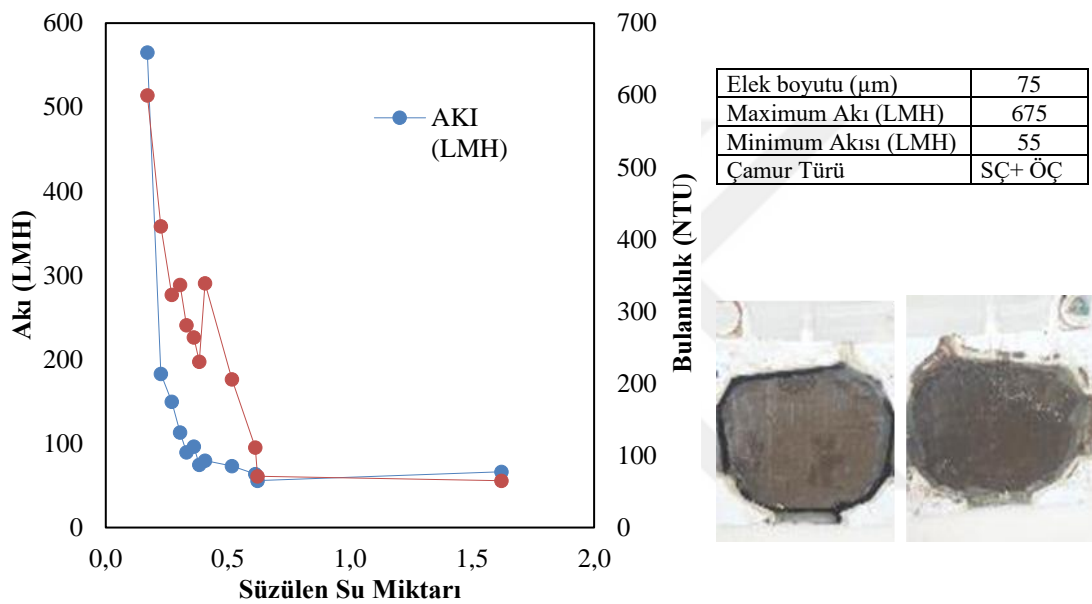 600
500
400
300
200
100
0
Akı (LMH)
0,0
0,5
1,0
1,5
2,0
Süzülen Su Miktarı
AKI
(LMH)
700
600
500
400
300
200
100
0
Bulanıklık (NTU)
Elek boyutu (µm) 75
Maximum Akı (LMH) 675
Minimum Akısı (LMH) 55
Çamur Türü SÇ+ ÖÇ